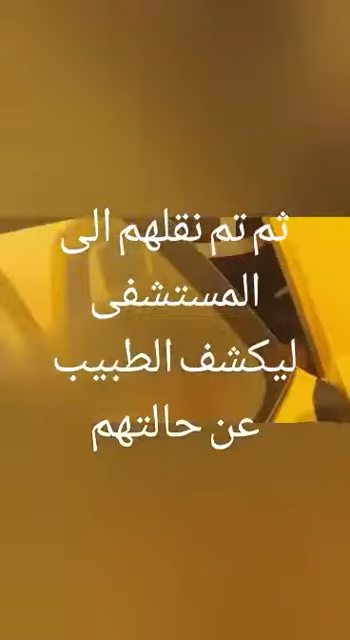 ثم تم نقلهم الى
المستشفى
ليكشف الطبيب
عن حالتهم